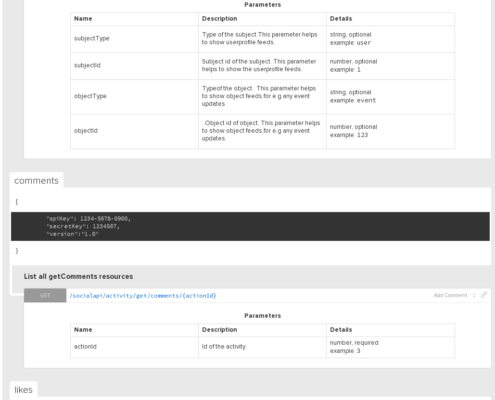 Parameters
Name Description Details
subjectType Type of the subject.This parameter helps to show userprofile feeds. string, optional example: user
subjectId Subject id of the subject. This parameter helps to show the userprofile feeds. number, optional example: 1
objectType Typeof the object . This parameter helps to show object feeds.for e.g any event updates. string, optional example: event
objectId . Object id of object. This parameter helps to show object feeds.for e.g any event updates. number, optional example: 123
comments
{
"apiKey": 1234-5678-0900,
"secretKey": 1234567,
"version":"1.0"
}
List all getComments resources
GET /socialapi/activity/get/comments/{actionId} Add Comment
Parameters
Name Description Details
actionId Id of the activity. number, required example: 3
likes